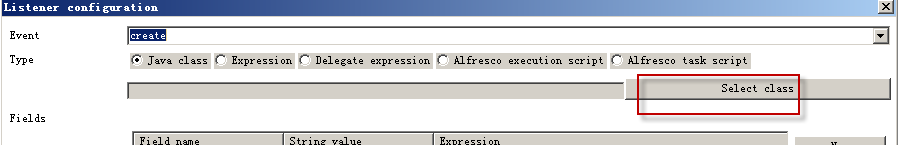 Listener configuration
Event create
Type Java class Expression Delegate expression Alfresco execution script Alfresco task script
Select class
Fields
Field name String value Expression